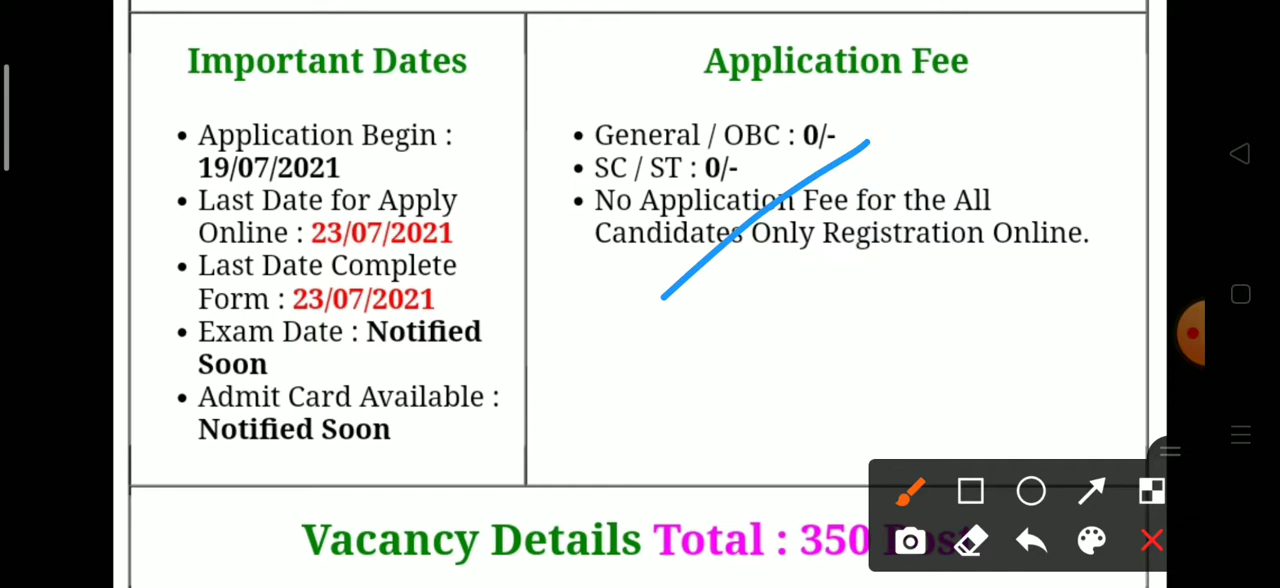 Important Dates
Application Begin :
19/07/2021
Last Date for Apply
Online : 23/07/2021
Last Date Complete
Form : 23/07/2021
Exam Date : Notified
Soon
Admit Card Available :
Notified Soon
Application Fee
General / OBC : 0/-
SC / ST : 0/-
No Application Fee for the All
Candidates Only Registration Online.
Vacancy Details Total : 350 Post